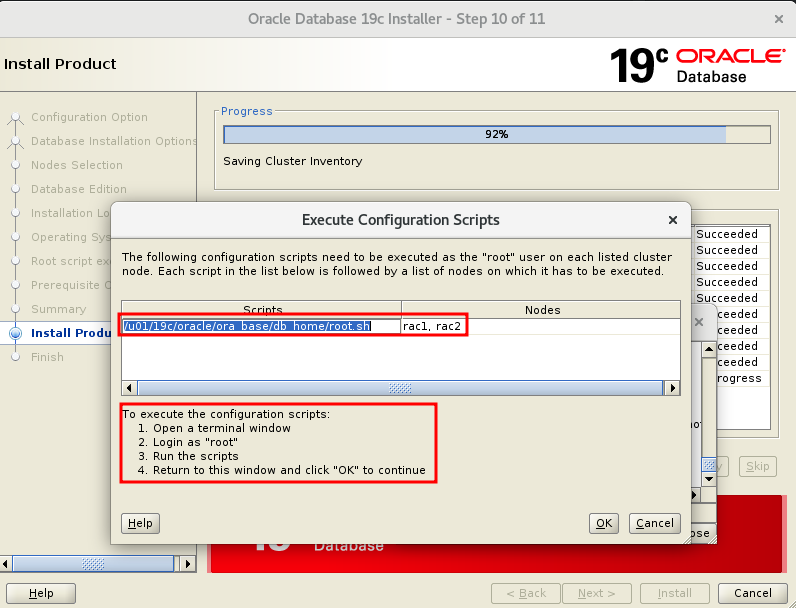 Oracle Database 19c Installer - Step 10 of 11
Install Product
19c ORACLE
Database
Configuration Option
Database Installation Options
Nodes Selection
Database Edition
Installation Lo
Operating Sys
Root script ex
Prerequisite C
Summary
Install Produ
Finish
Progress
92%
Saving Cluster Inventory
Succeeded
Succeeded
Succeeded
Succeeded
Execute Configuration Scripts
The following configuration scripts need to be executed as the "root" user on each listed cluster
node. Each script in the list below is followed by a list of nodes on which it has to be executed.
Scripts Nodes
/u01/19c/oracle/ora_base/db_home/root.sh rac1, rac2
To execute the configuration scripts:
1. Open a terminal window
2. Login as "root"
3. Run the scripts
4. Return to this window and click "OK" to continue
Help OK Cancel
ceeded
ceeded
ceeded
ceeded
ceeded
rogress
Skip
ose
Database
Help < Back Next > Install Cancel